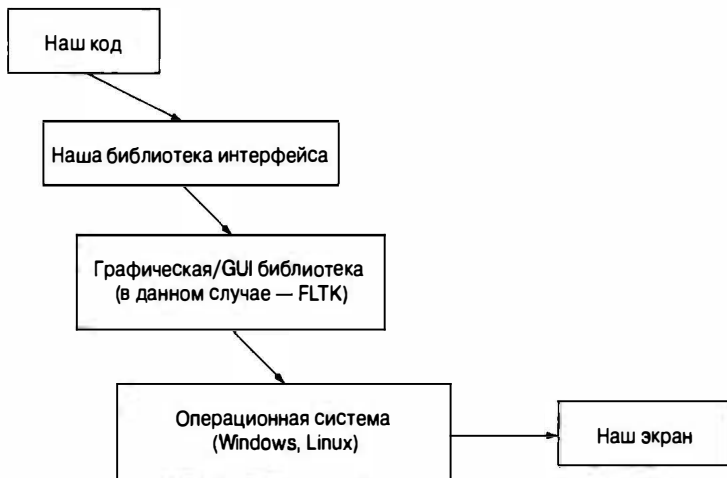 Наш код
Наша библиотека интерфейса
Графическая/GUI библиотека
(в данном случае — FLTK)
Операционная система
(Windows, Linux)
Наш экран